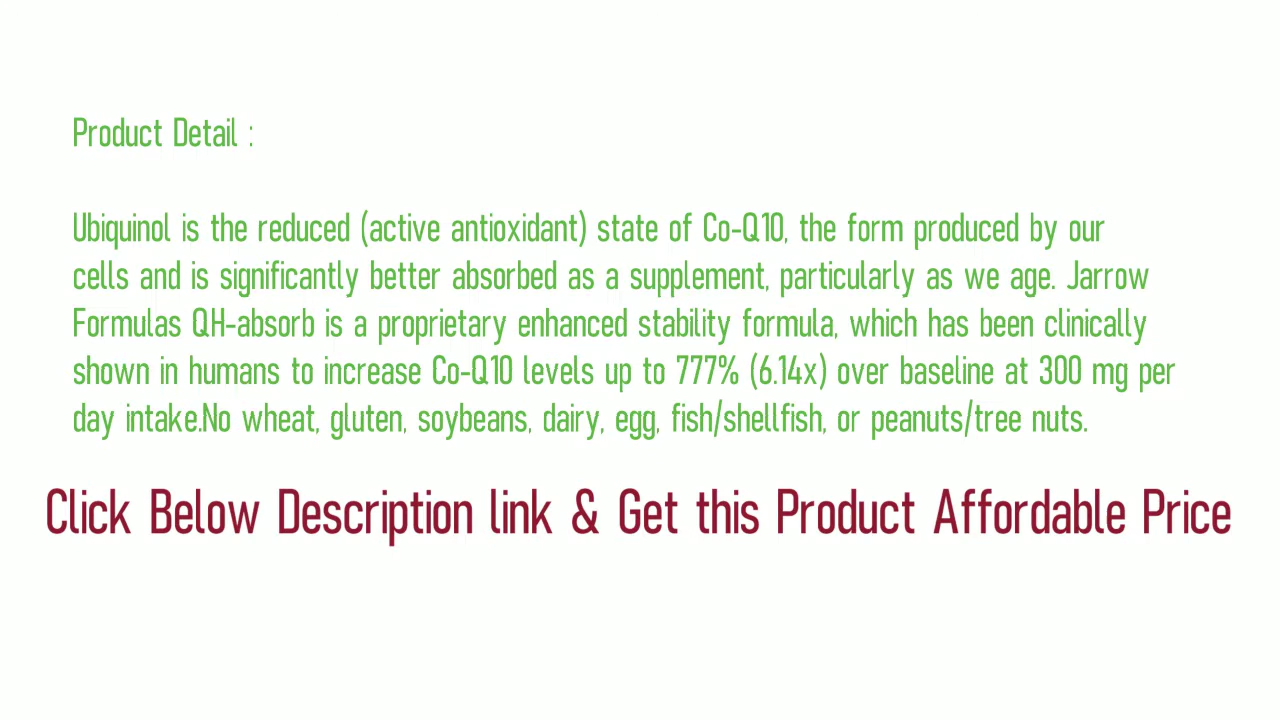 Product Detail :
Ubiquinol is the reduced (active antioxidant) state of Co-Q10, the form produced by our
cells and is significantly better absorbed as a supplement, particularly as we age. Jarrow
Formulas QH-absorb is a proprietary enhanced stability formula, which has been clinically
shown in humans to increase Co-Q10 levels up to 777% (6.14x) over baseline at 300 mg per
day intake.No wheat, gluten, soybeans, dairy, egg, fish/shellfish, or peanuts/tree nuts.
Click Below Description link & Get this Product Affordable Price